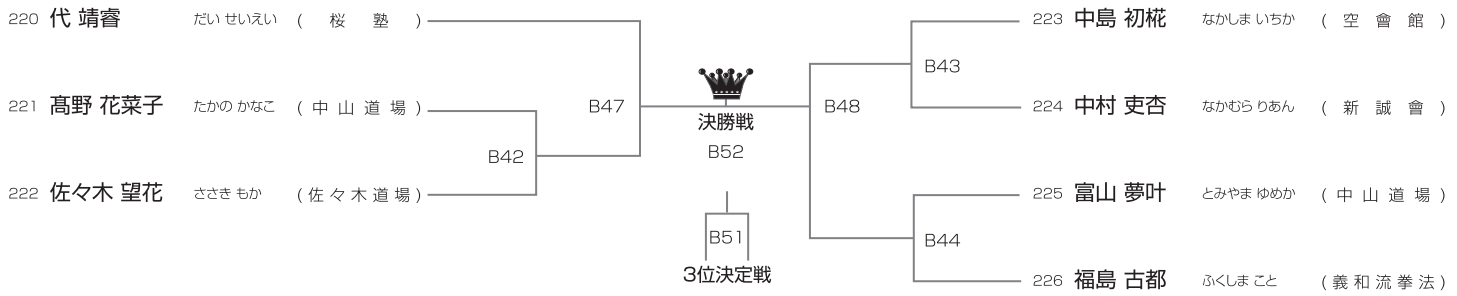 220 代 靖睿 だい せいえい ( 桜 塾 )
221 髙野 花菜子 たかの かなこ ( 中 山 道 場 )
222 佐々木 望花 ささき もか ( 佐 々 木 道 場 )
B42
B47
決勝戦
B52
B51
3位決定戦
B48
B43
B44
223 中島 初椛 なかしま いちか ( 空 會 館 )
224 中村 吏杏 なかむら りあん ( 新 誠 會 )
225 富山 夢叶 とみやま ゆめか ( 中 山 道 場 )
226 福島 古都 ふくしま こと ( 義 和 流 拳 法 )